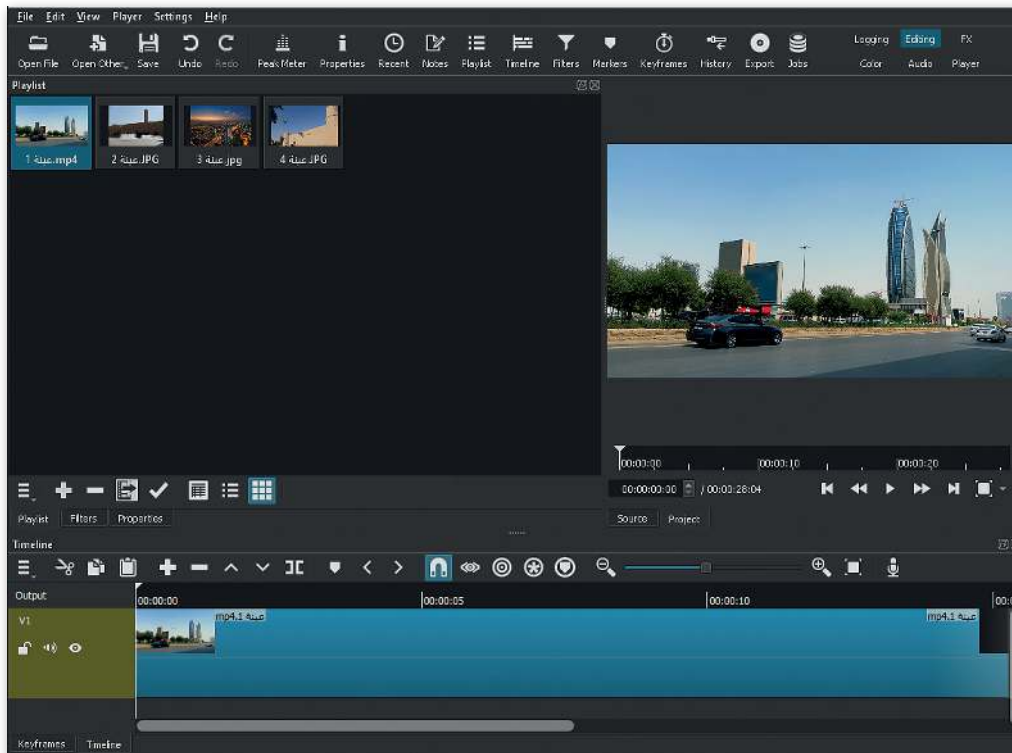 File Edit View Player Settings Help
Open File Open Other_ Save Undo Redo Peak Meter Properties Recent Notes Playlist Timeline Filters Markers Keyframes History Export Jobs
Logging Editing FX
Color Audio Player
Playlist
عينة 1.mp4 عينة 2.JPG عينة 3.jpg عينة 4.JPG
00:00:00 00:00:10 00:00:20
00:00:00:00 / 00:00:28:04
Playlist Filters Properties
Source Project
Timeline
Output 00:00:00 00:00:05 00:00:10
V1
عينة 1.mp4 عينة 1.mp4
Keyframes Timeline